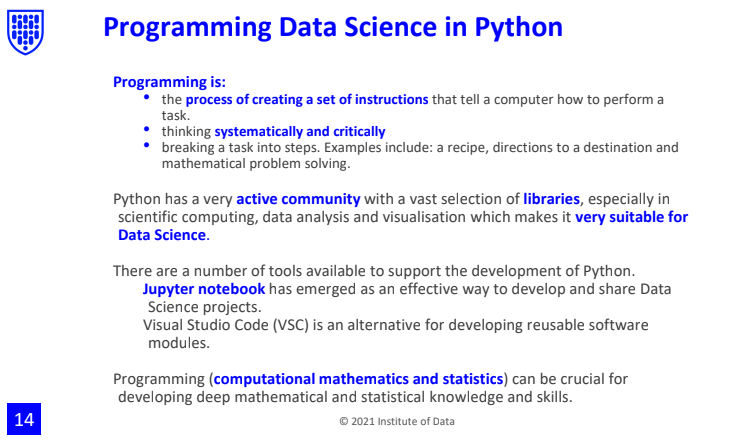 Programming Data Science in Python
Programming is:
• the process of creating a set of instructions that tell a computer how to perform a
task.
• thinking systematically and critically
• breaking a task into steps. Examples include: a recipe, directions to a destination and
mathematical problem solving.
Python has a very active community with a vast selection of libraries, especially in
scientific computing, data analysis and visualisation which makes it very suitable for
Data Science.
There are a number of tools available to support the development of Python.
Jupyter notebook has emerged as an effective way to develop and share Data
Science projects.
Visual Studio Code (VSC) is an alternative for developing reusable software
modules.
Programming (computational mathematics and statistics) can be crucial for
developing deep mathematical and statistical knowledge and skills.
14
© 2021 Institute of Data